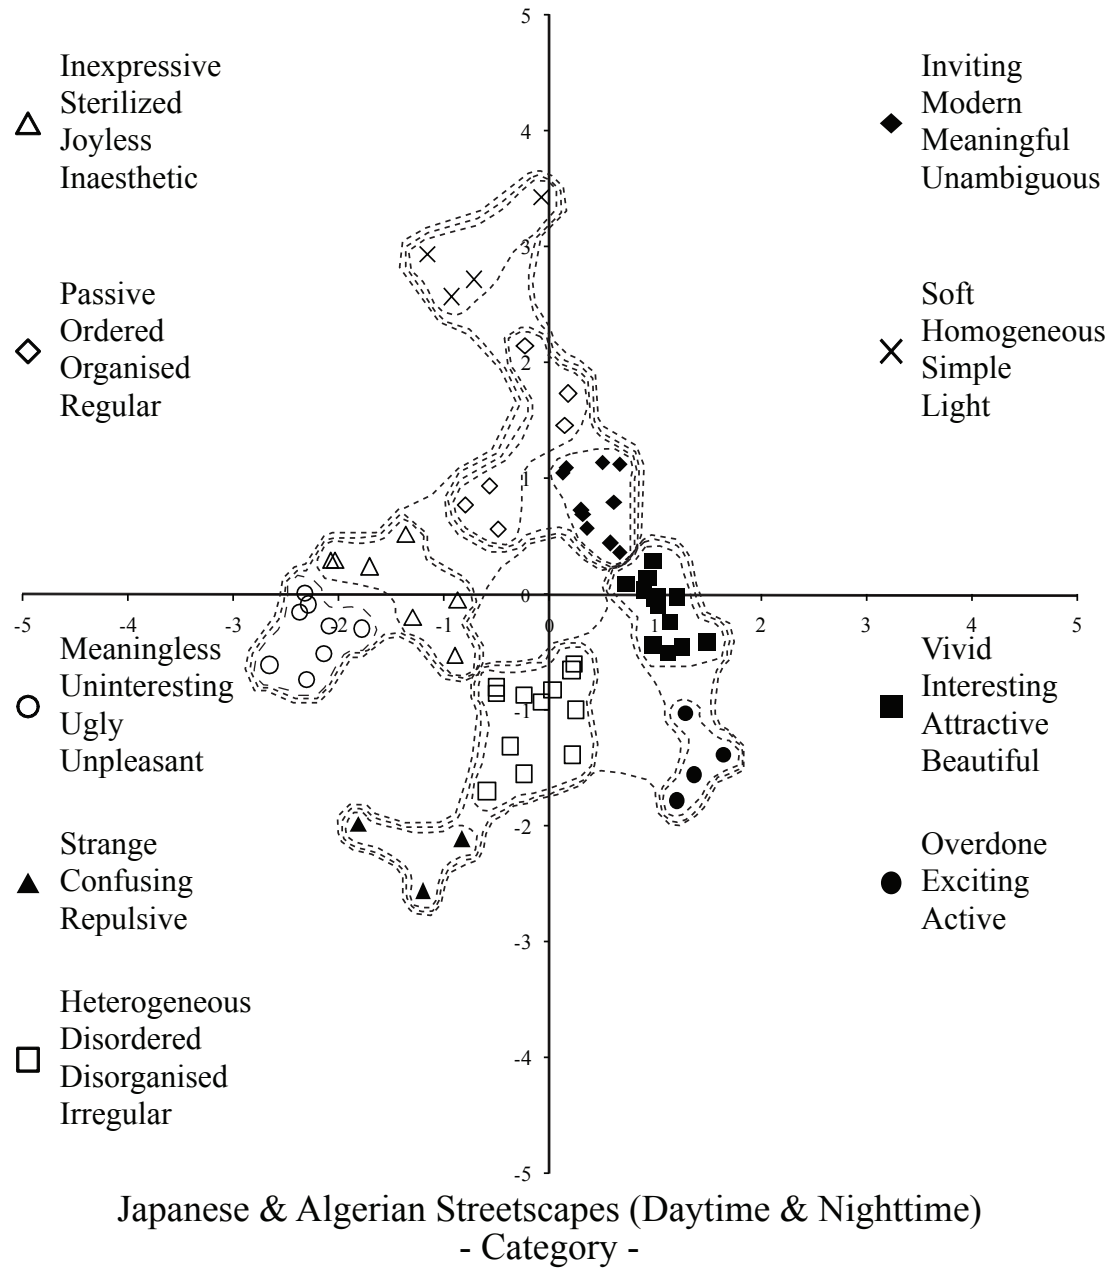 5
Inexpressive
Sterilized
Joyless
Inaesthetic
Inviting
Modern
Meaningful
Unambiguous
4
3
Passive
Ordered
Organised
Regular
Soft
Homogeneous
Simple
Light
2
1
-5 -4 -3 -2 -1 0 1 2 3 4 5
Meaningless
Uninteresting
Ugly
Unpleasant
Vivid
Interesting
Attractive
Beautiful
-1
-2
Strange
Confusing
Repulsive
Overdone
Exciting
Active
-3
Heterogeneous
Disordered
Disorganised
Irregular
-4
-5
Japanese & Algerian Streetscapes (Daytime & Nighttime)
- Category -